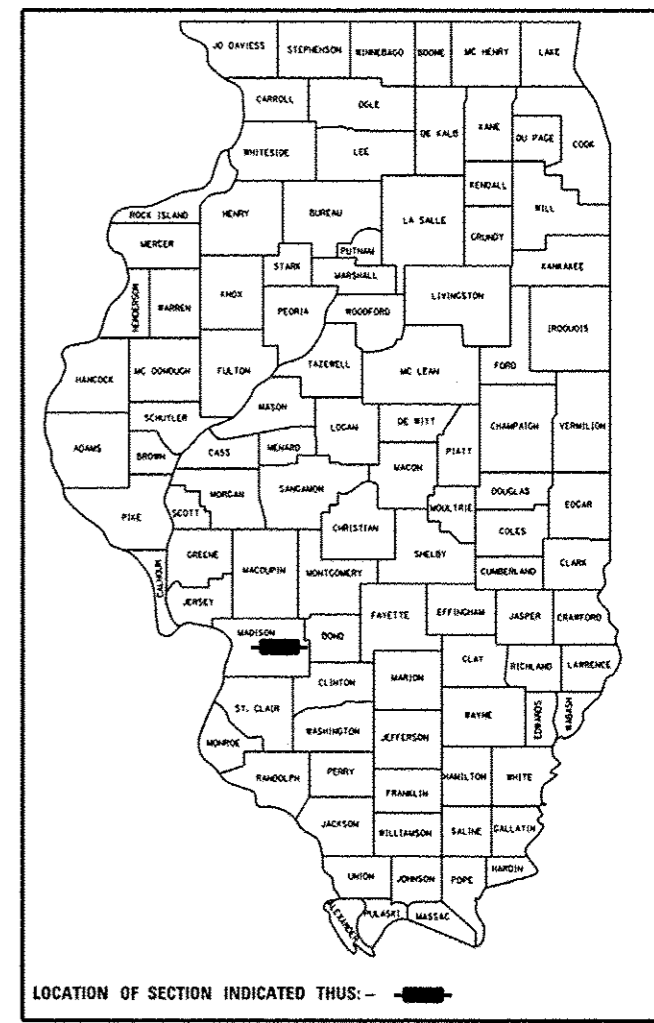 JO DAVIESS STEPHENSON WINNEBAGO BOONE MC HENRY LAKE
CARROLL OGLE DE KALB KANE DU PAGE COOK
WHITESIDE LEE
KENDALL
ROCK ISLAND HENRY BUREAU LA SALLE WILL
MERCER PUTNAM GRUNDY
STARK MARSHALL KANKAKEE
HENDERSON WARREN KNOX PEORIA WOODFORD LIVINGSTON IROQUOIS
HANCOCK MC DONOUGH FULTON TAZEWELL MC LEAN FORD
SCHUYLER MASON LOGAN DE WITT CHAMPAIGN VERMILION
ADAMS BROWN CASS MENARD MACON PIATT
PIKE SCOTT MORGAN SANGAMON CHRISTIAN MOULTRIE DOUGLAS EDGAR
COLES
GREENE MACOUPIN MONTGOMERY SHELBY CUMBERLAND CLARK
CALHOUN
JERSEY FAYETTE EFFINGHAM JASPER CRAWFORD
MADISON BOND
CLINTON MARION CLAY RICHLAND LAWRENCE
ST. CLAIR WAYNE EDWARDS WABASH
MONROE WASHINGTON JEFFERSON
RANDOLPH PERRY HAMILTON WHITE
FRANKLIN
JACKSON WILLIAMSON SALINE GALLATIN
UNION JOHNSON POPE HARDIN
ALEXANDER PULASKI MASSAC
LOCATION OF SECTION INDICATED THUS: –